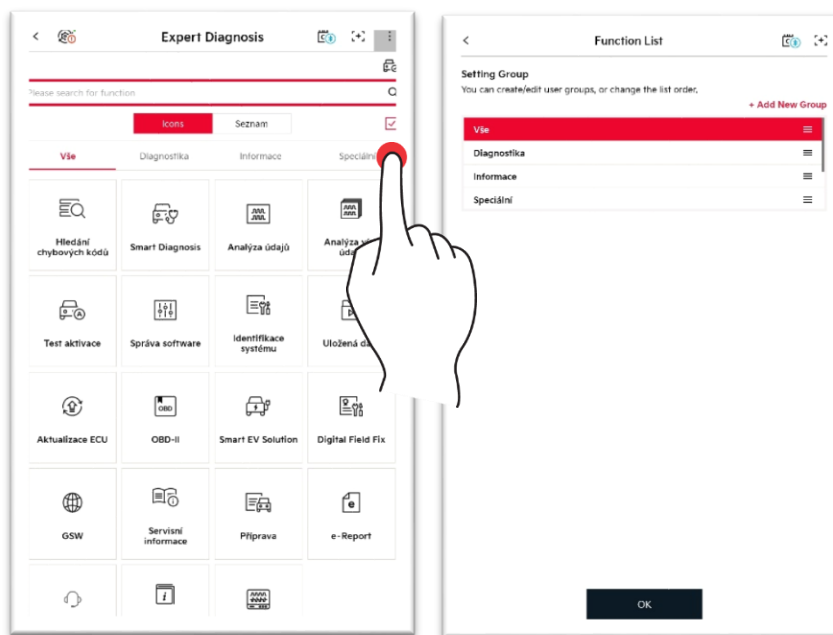 Expert Diagnosis
Please search for function
Icons
Seznam
Vše
Diagnostika
Informace
Speciální
Hledání
chybových kódů
Smart Diagnosis
Analýza údajů
Analýza
Test aktivace
Správa software
Identifikace
systému
Uložená
Aktualizace ECU
OBD
OBD-II
Smart EV Solution
Digital Field Fix
GSW
Servisní
informace
Příprava
e
e-Report
Function List
Setting Group
You can create/edit user groups, or change the list order.
+ Add New Group
Vše
Diagnostika
Informace
Speciální
OK